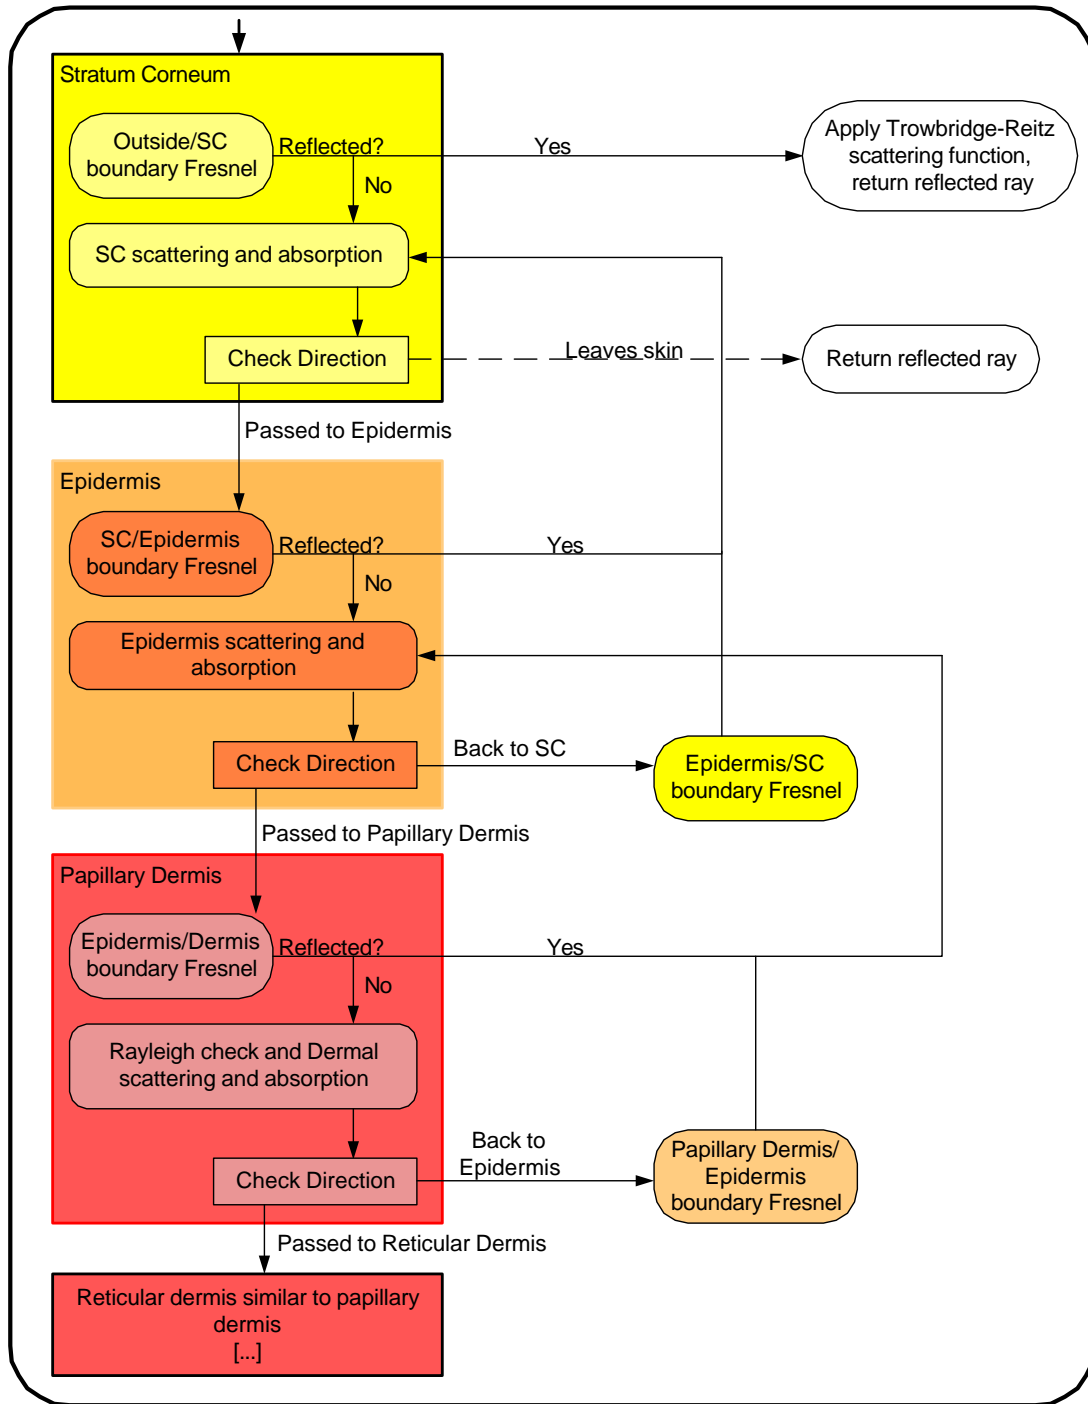 Stratum Corneum
Outside/SC
boundary Fresnel
Reflected?
Yes
No
Apply Trowbridge-Reitz
scattering function,
return reflected ray
SC scattering and absorption
Check Direction
Leaves skin
Return reflected ray
Passed to Epidermis
Epidermis
SC/Epidermis
boundary Fresnel
Reflected?
Yes
No
Epidermis scattering and
absorption
Check Direction
Back to SC
Epidermis/SC
boundary Fresnel
Passed to Papillary Dermis
Papillary Dermis
Epidermis/Dermis
boundary Fresnel
Reflected?
Yes
No
Rayleigh check and Dermal
scattering and absorption
Check Direction
Back to
Epidermis
Papillary Dermis/
Epidermis
boundary Fresnel
Passed to Reticular Dermis
Reticular dermis similar to papillary
dermis
[...]